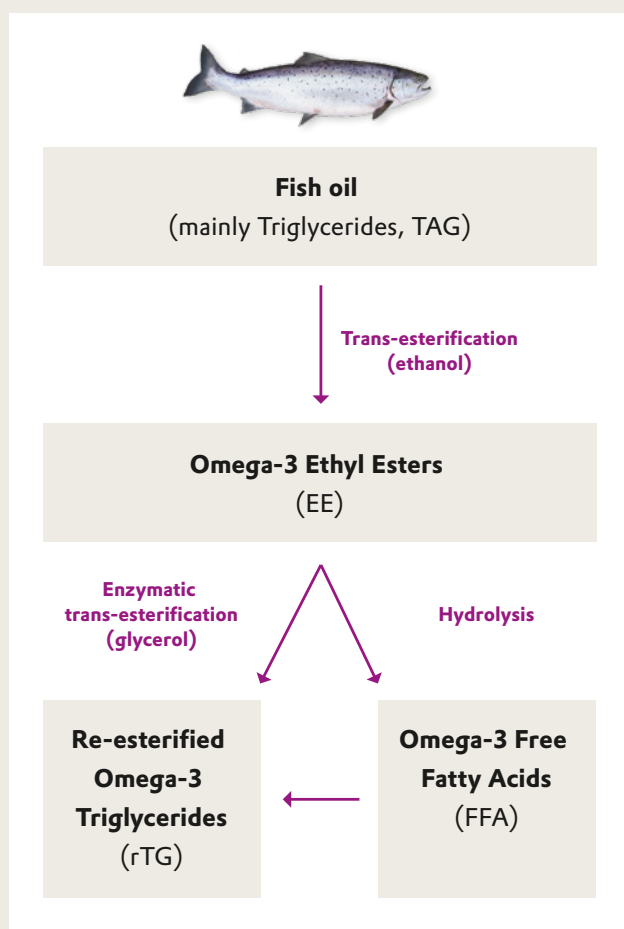 Fish oil
(mainly Triglycerides, TAG)
Trans-esterification
(ethanol)
Omega-3 Ethyl Esters
(EE)
Enzymatic
trans-esterification
(glycerol)
Hydrolysis
Re-esterified
Omega-3
Triglycerides
(rTG)
Omega-3 Free
Fatty Acids
(FFA)